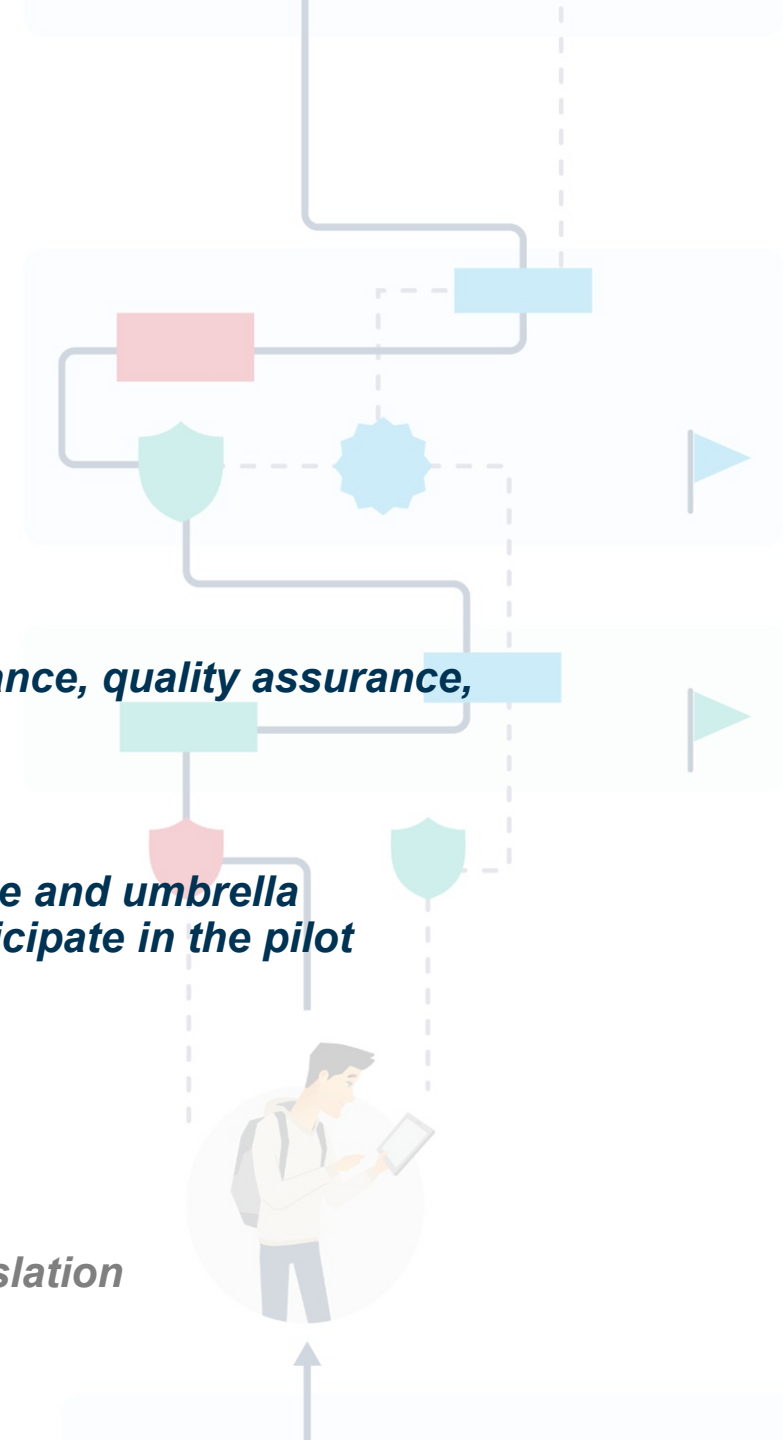 ance, quality assurance,
e and umbrella
icipate in the pilot
slation